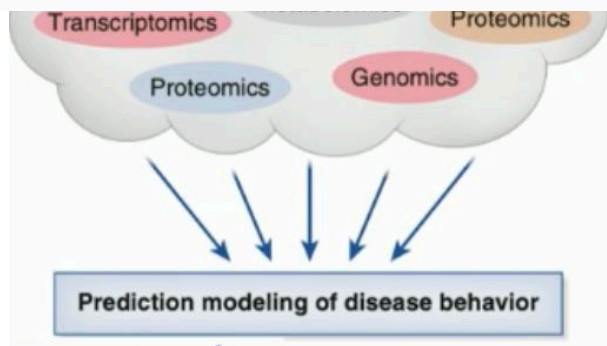 Transcriptomics
Proteomics
Proteomics
Genomics
Prediction modeling of disease behavior